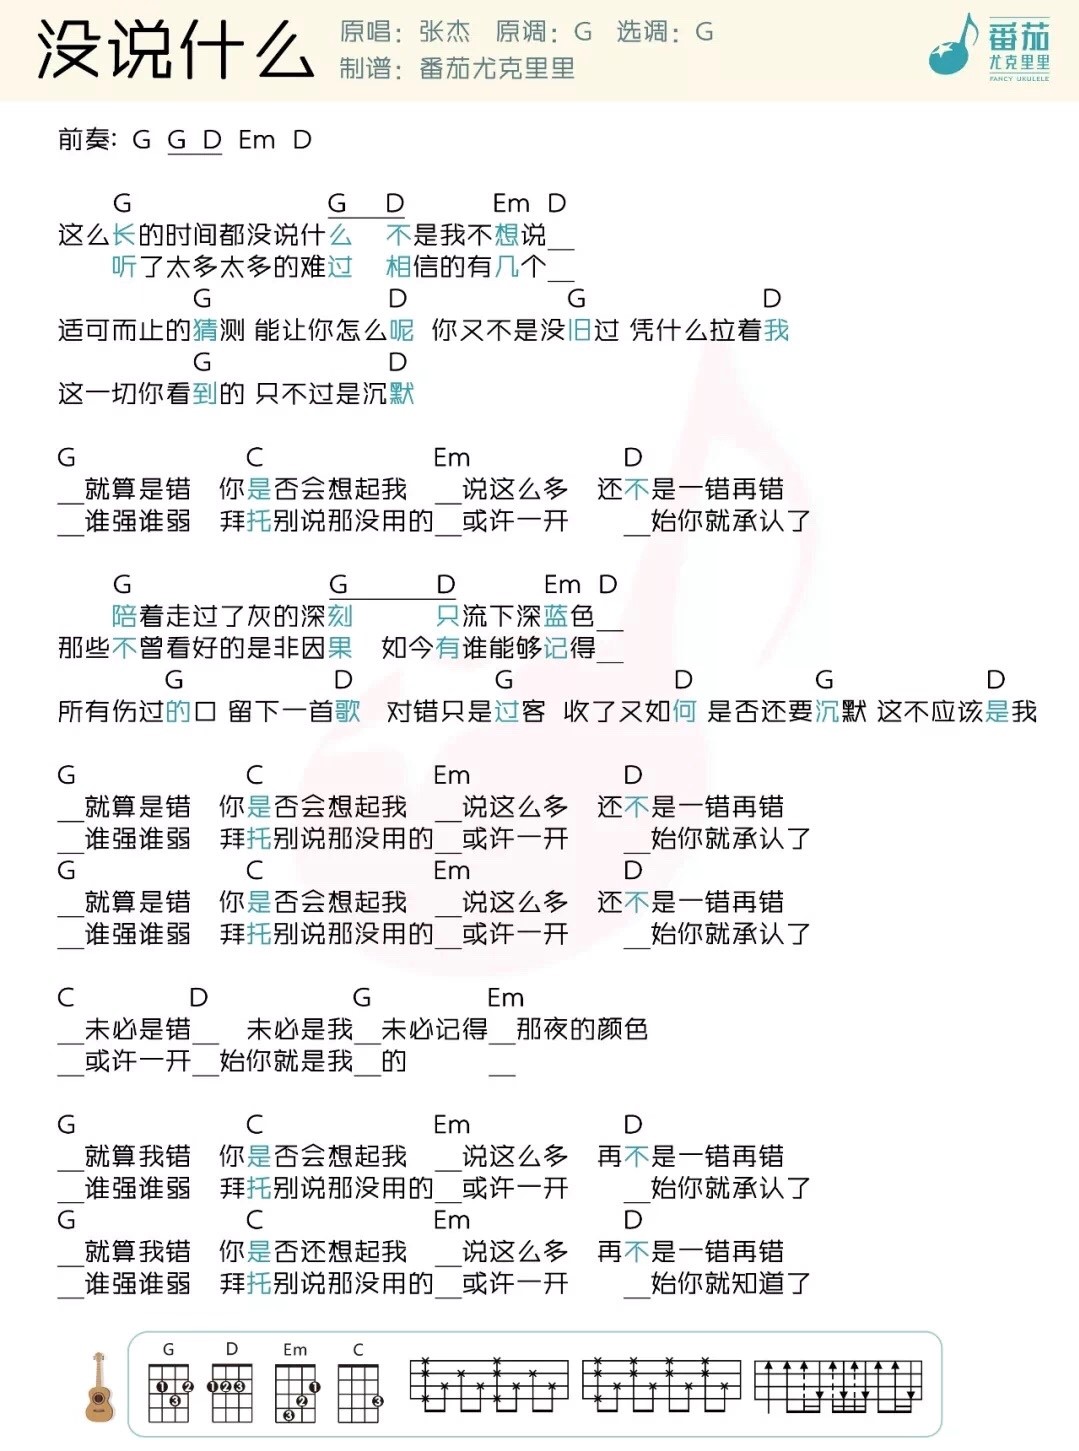 没说什么
原唱：张杰 原调：G 选调：G
制谱：番茄尤克里里
番茄
尤克里里
FANCY UKULELE
前奏: G G D Em D
G G D Em D
这么长的时间都没说什么 不是我不想说__
听了太多太多的难过 相信的有几个__
G D G D
适可而止的猜测 能让你怎么呢 你又不是没旧过 凭什么拉着我
G D
这一切你看到的 只不过是沉默
G C Em D
__就算是错 你是否会想起我 __说这么多 还不是一错再错
__谁强谁弱 拜托别说那没用的__或许一开 __始你就承认了
G G D Em D
陪着走过了灰的深刻 只流下深蓝色__
那些不曾看好的是非因果 如今有谁能够记得__
G D G D G D
所有伤过的口 留下一首歌 对错只是过客 收了又如何 是否还要沉默 这不应该是我
G C Em D
__就算是错 你是否会想起我 __说这么多 还不是一错再错
__谁强谁弱 拜托别说那没用的__或许一开 __始你就承认了
G C Em D
__就算是错 你是否会想起我 __说这么多 还不是一错再错
__谁强谁弱 拜托别说那没用的__或许一开 __始你就承认了
C D G Em
__未必是错__ 未必是我__未必记得__那夜的颜色
__或许一开__始你就是我__的 __
G C Em D
__就算我错 你是否会想起我 __说这么多 再不是一错再错
__谁强谁弱 拜托别说那没用的__或许一开 __始你就承认了
G C Em D
__就算我错 你是否还想起我 __说这么多 再不是一错再错
__谁强谁弱 拜托别说那没用的__或许一开 __始你就知道了
G D Em C
1 2 3 1 2 3 1 2 3 3